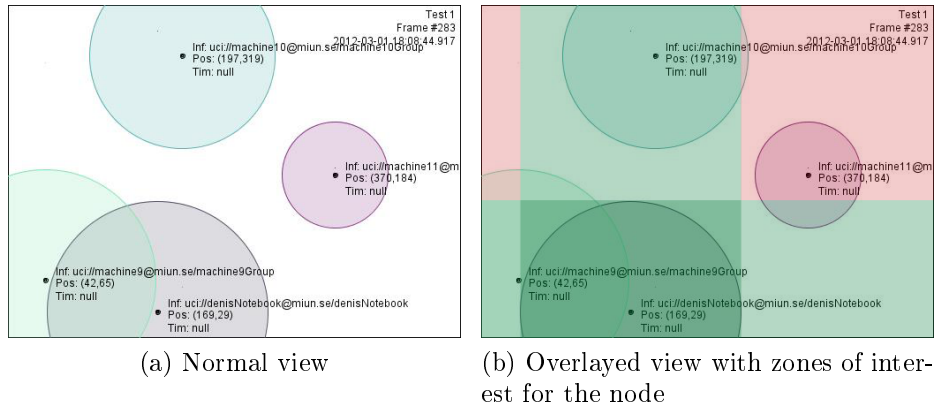 Test 1
Frame #283
2012-03-01 18:08:44.917
Inf: uci://machine10@miun.se/machine10Group
Pos: (197,319)
Tim: null
Inf: uci://machine11@m
Pos: (370,184)
Tim: null
Inf: uci://machine9@miun.se/machine9Group
Pos: (42,65)
Tim: null
Inf: uci://denisNotebook@miun.se/denisNotebook
Pos: (169,29)
Tim: null
(a) Normal view
Test 1
Frame #283
2012-03-01 18:08:44.917
Inf: uci://machine10@miun.se/machine10Group
Pos: (197,319)
Tim: null
Inf: uci://machine11@m
Pos: (370,184)
Tim: null
Inf: uci://machine9@miun.se/machine9Group
Pos: (42,65)
Tim: null
Inf: uci://denisNotebook@miun.se/denisNotebook
Pos: (169,29)
Tim: null
(b) Overlayed view with zones of inter-
est for the node